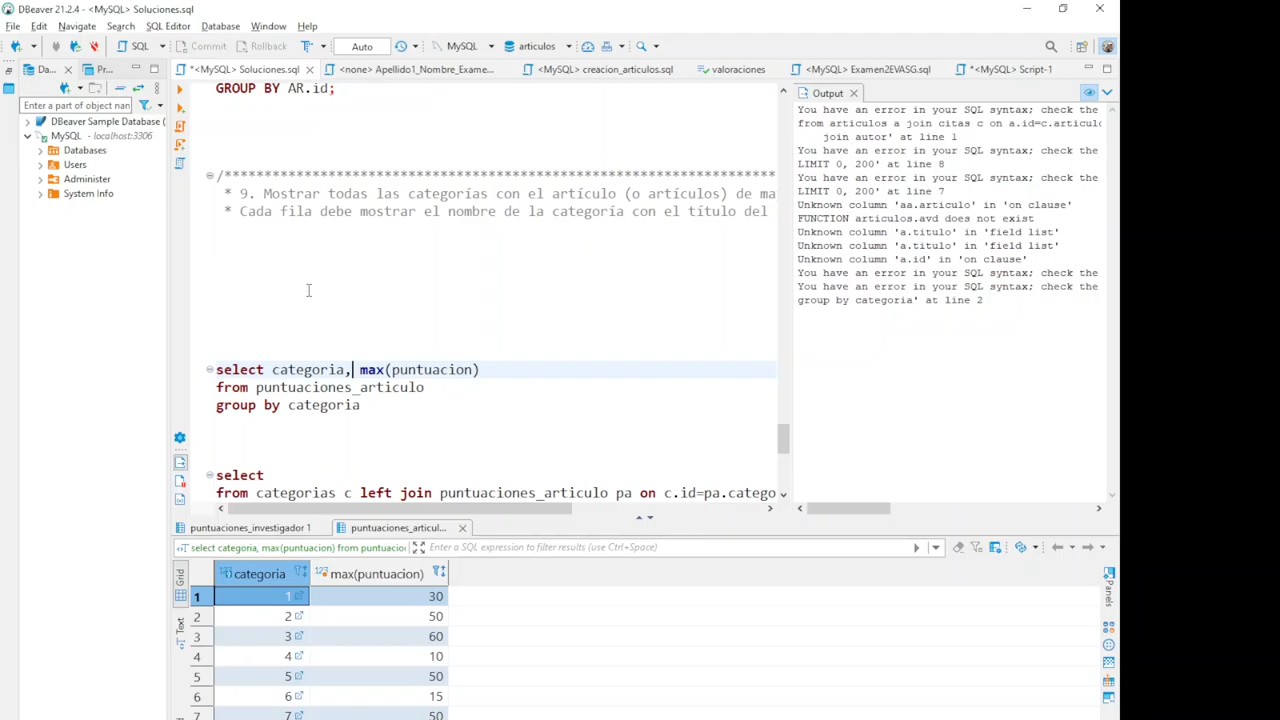 DBeaver 21.2.4 - <MySQL> Soluciones.sql
File Edit Navigate Search SQL Editor Database Window Help
SQL Commit Rollback Auto MySQL articulos
Da... Pr... *<MySQL> Soluciones.sql <none> Apellido1_Nombre_Exame... <MySQL> creacion_articulos.sql valoraciones <MySQL> Examen2EVASG.sql *<MySQL> Script-1
Enter a part of object nan
DBeaver Sample Database (
MySQL - localhost:3306
Databases
Users
Administer
System Info
GROUP BY AR.id;
/**********************************************************************
* 9. Mostrar todas las categorías con el artículo (o artículos) de ma
* Cada fila debe mostrar el nombre de la categoría con el título del
select categoria, max(puntuacion)
from puntuaciones_articulo
group by categoria
select
from categorias c left join puntuaciones_articulo pa on c.id=pa.catego
Output
You have an error in your SQL syntax; check the
from articulos a join citas c on a.id=c.articulo
join autor' at line 1
You have an error in your SQL syntax; check the
LIMIT 0, 200' at line 8
You have an error in your SQL syntax; check the
LIMIT 0, 200' at line 7
Unknown column 'aa.articulo' in 'on clause'
FUNCTION articulos.avd does not exist
Unknown column 'a.titulo' in 'field list'
Unknown column 'a.titulo' in 'field list'
Unknown column 'a.id' in 'on clause'
You have an error in your SQL syntax; check the
You have an error in your SQL syntax; check the
group by categoria' at line 2
puntuaciones_investigador 1 puntuaciones_articul...
select categoria, max(puntuacion) from puntuacion Enter a SQL expression to filter results (use Ctrl+Space)
Grid
Text
Panels
123 categoria 123 max(puntuacion)
1 1 30
2 2 50
3 3 60
4 4 10
5 5 50
6 6 15
7 7 50